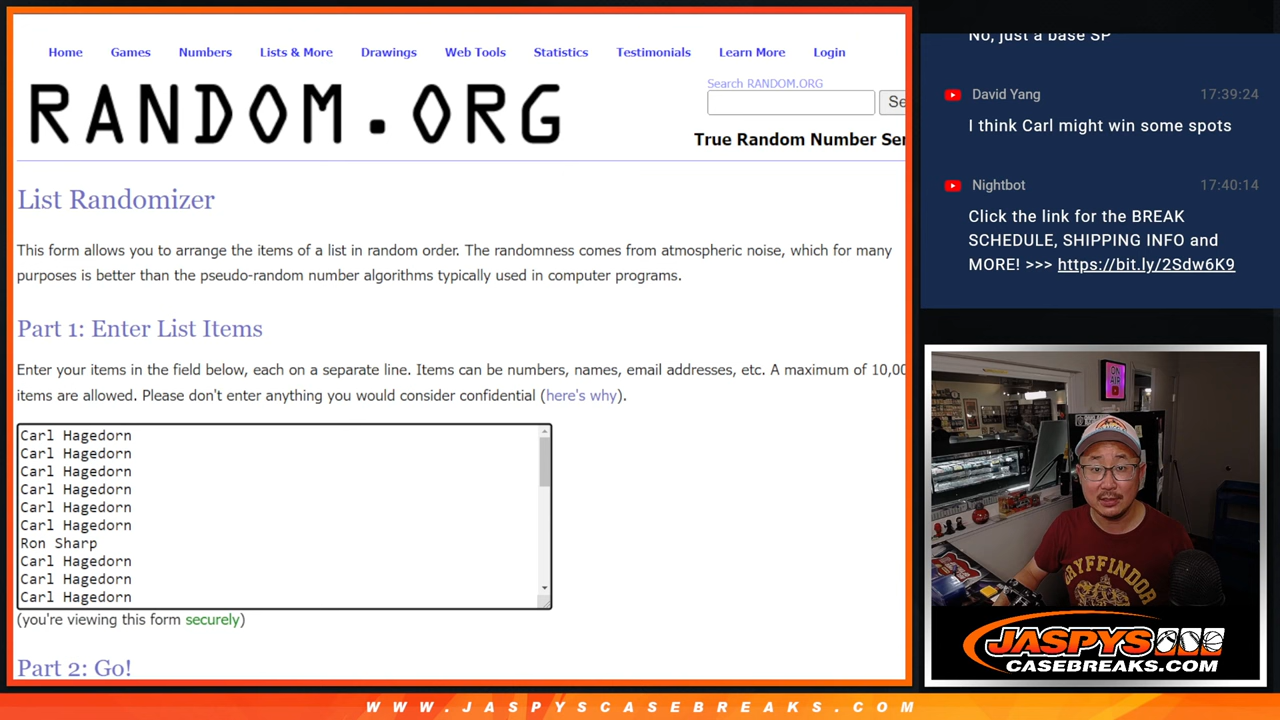 Home Games Numbers Lists & More Drawings Web Tools Statistics Testimonials Learn More Login
RANDOM.ORG
Search RANDOM.ORG
Se
True Random Number Ser
List Randomizer
This form allows you to arrange the items of a list in random order. The randomness comes from atmospheric noise, which for many
purposes is better than the pseudo-random number algorithms typically used in computer programs.
Part 1: Enter List Items
Enter your items in the field below, each on a separate line. Items can be numbers, names, email addresses, etc. A maximum of 10,00
items are allowed. Please don't enter anything you would consider confidential (here's why).
Carl Hagedorn
Carl Hagedorn
Carl Hagedorn
Carl Hagedorn
Carl Hagedorn
Carl Hagedorn
Ron Sharp
Carl Hagedorn
Carl Hagedorn
Carl Hagedorn
(you're viewing this form securely)
Part 2: Go!
No, just a base SP
David Yang 17:39:24
I think Carl might win some spots
Nightbot 17:40:14
Click the link for the BREAK
SCHEDULE, SHIPPING INFO and
MORE! >>> https://bit.ly/2Sdw6K9
ON
AIR
GRYFFINDOR
JASPYS
CASEBREAKS.COM
WWW.JASPYSCASEBREAKS.COM